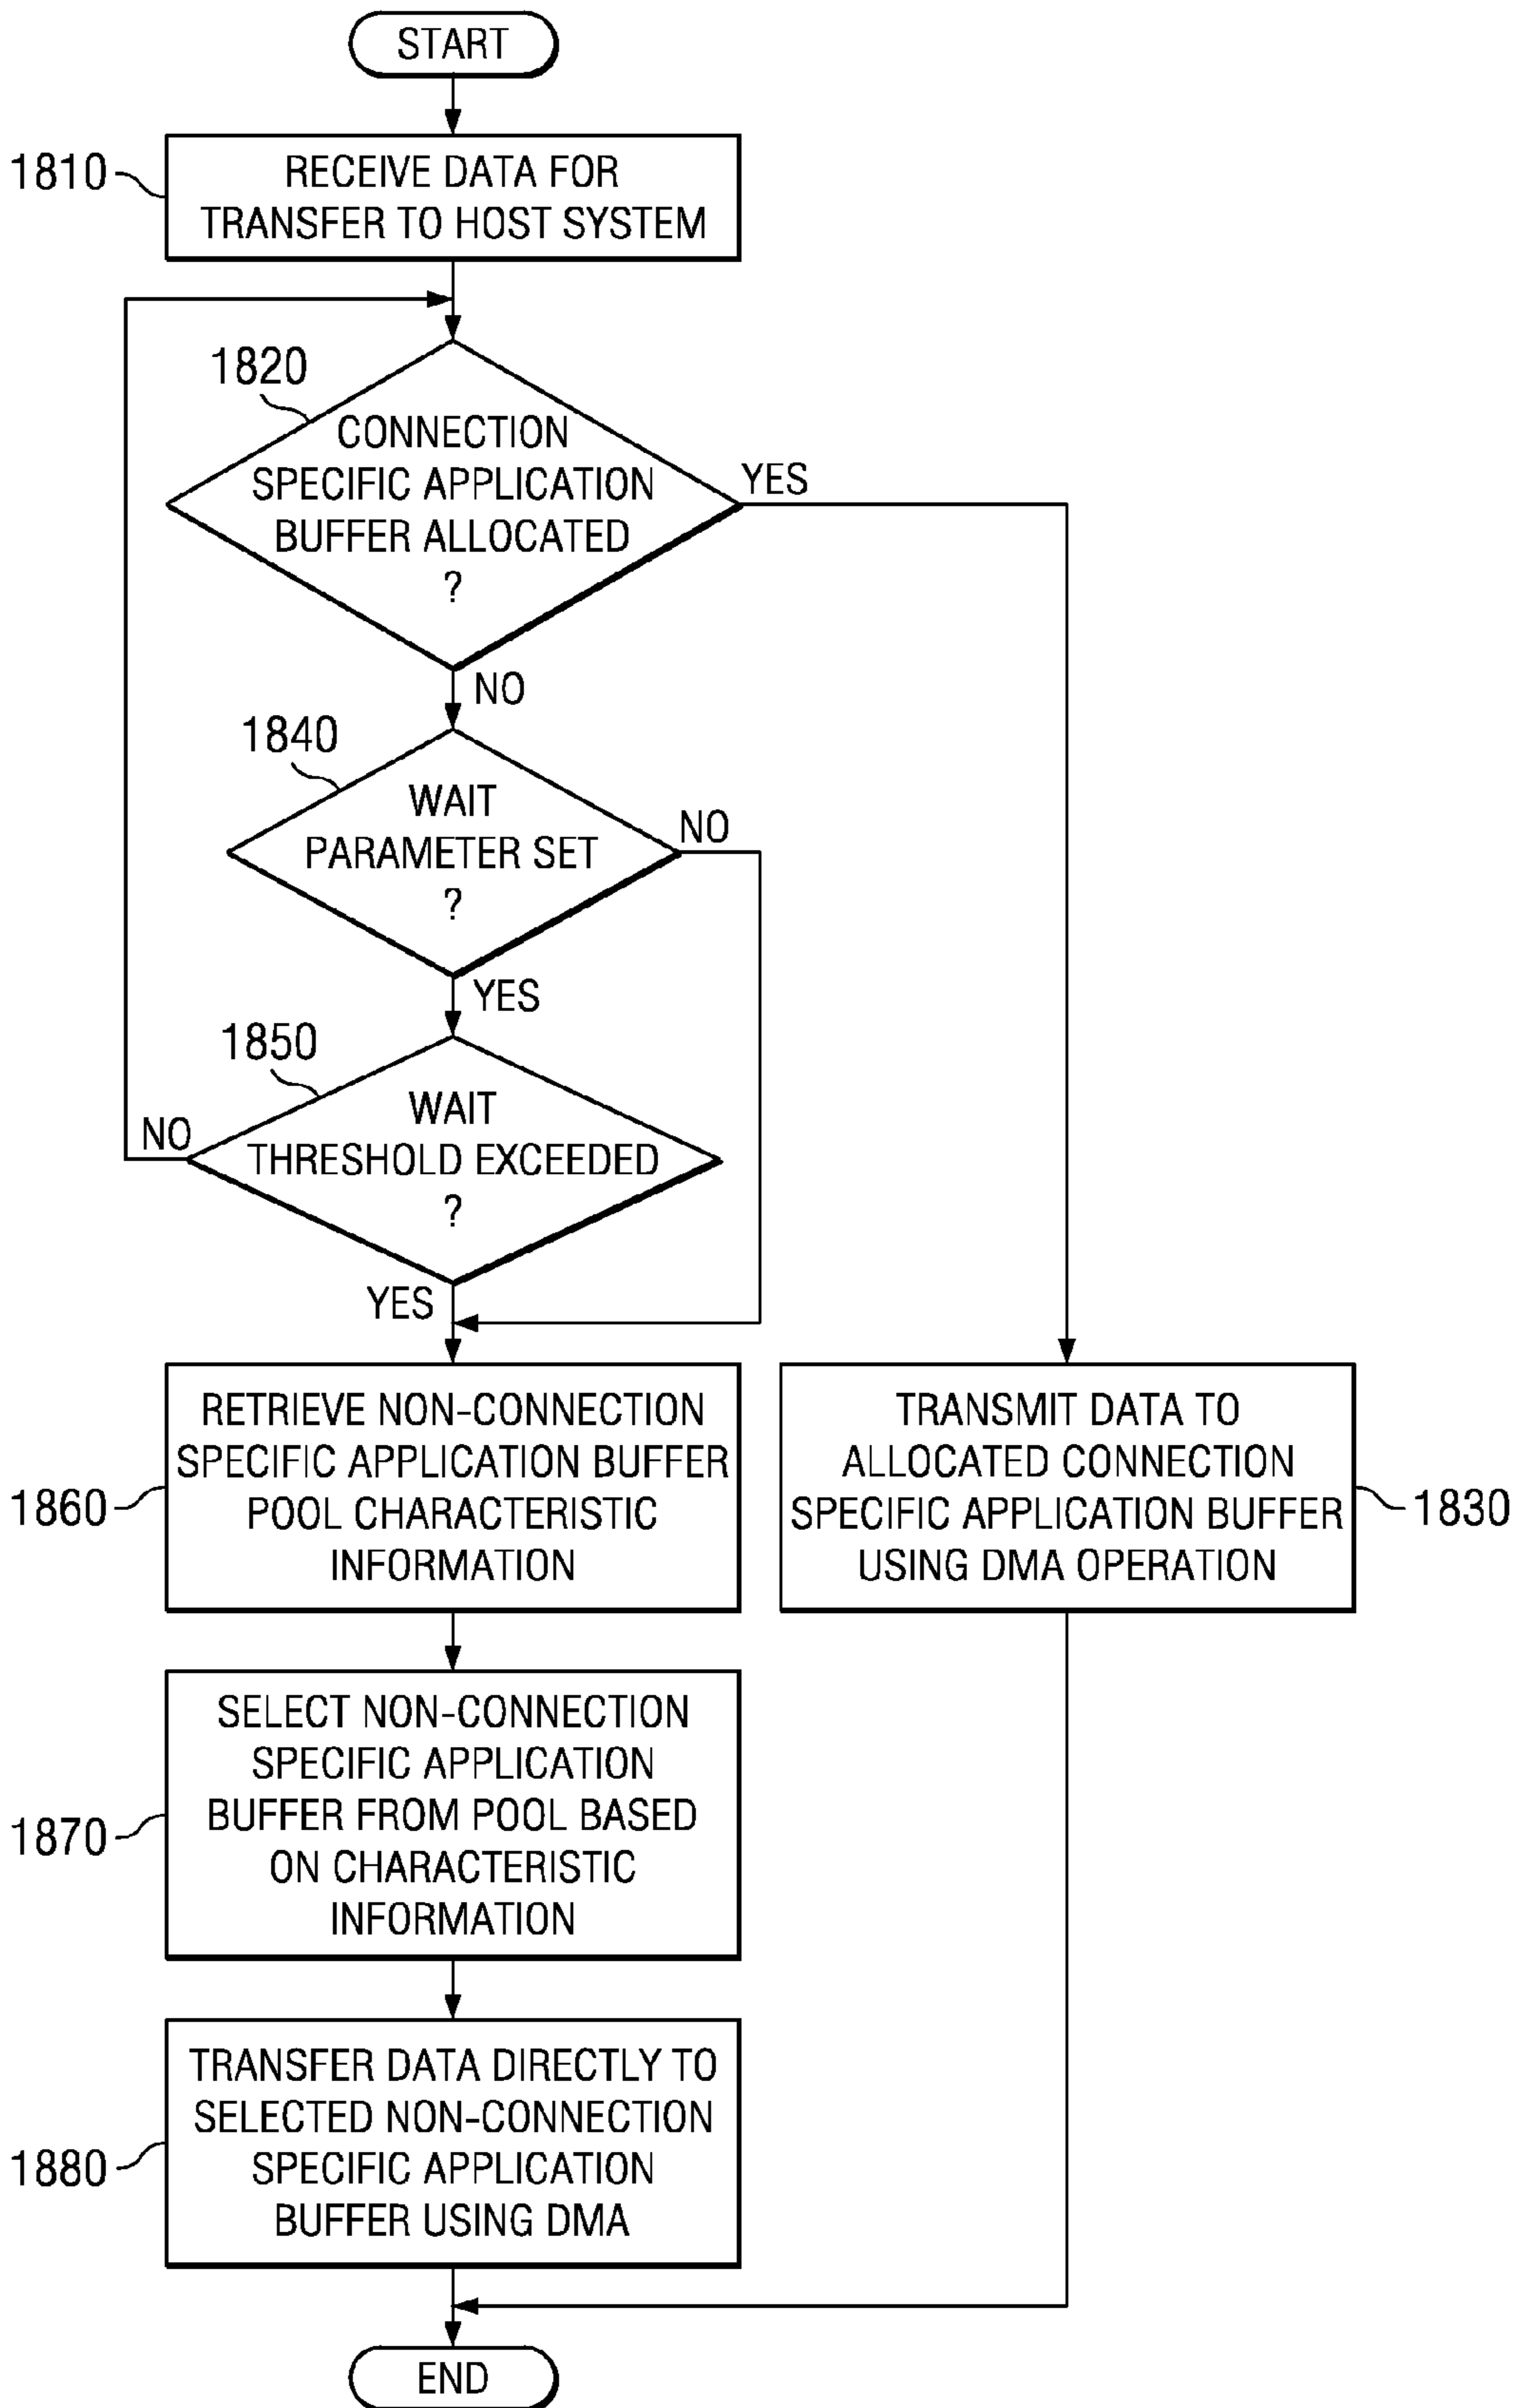 START
1810
RECEIVE DATA FOR
TRANSFER TO HOST SYSTEM
1820
CONNECTION
SPECIFIC APPLICATION
BUFFER ALLOCATED
?
YES
NO
1840
WAIT
PARAMETER SET
?
NO
YES
1850
WAIT
THRESHOLD EXCEEDED
?
NO
YES
1860
RETRIEVE NON-CONNECTION
SPECIFIC APPLICATION BUFFER
POOL CHARACTERISTIC
INFORMATION
TRANSMIT DATA TO
ALLOCATED CONNECTION
SPECIFIC APPLICATION BUFFER
USING DMA OPERATION
1830
1870
SELECT NON-CONNECTION
SPECIFIC APPLICATION
BUFFER FROM POOL BASED
ON CHARACTERISTIC
INFORMATION
1880
TRANSFER DATA DIRECTLY TO
SELECTED NON-CONNECTION
SPECIFIC APPLICATION
BUFFER USING DMA
END